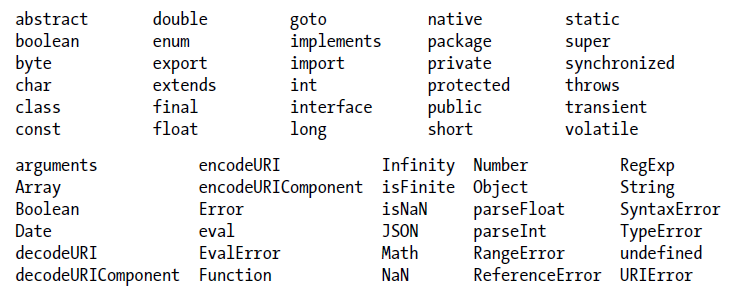 abstract double goto native static
boolean enum implements package super
byte export import private synchronized
char extends int protected throws
class final interface public transient
const float long short volatile
arguments encodeURI Infinity Number RegExp
Array encodeURIComponent isFinite Object String
Boolean Error isNaN parseFloat SyntaxError
Date eval JSON parseInt TypeError
decodeURI EvalError Math RangeError undefined
decodeURIComponent Function NaN ReferenceError URIError